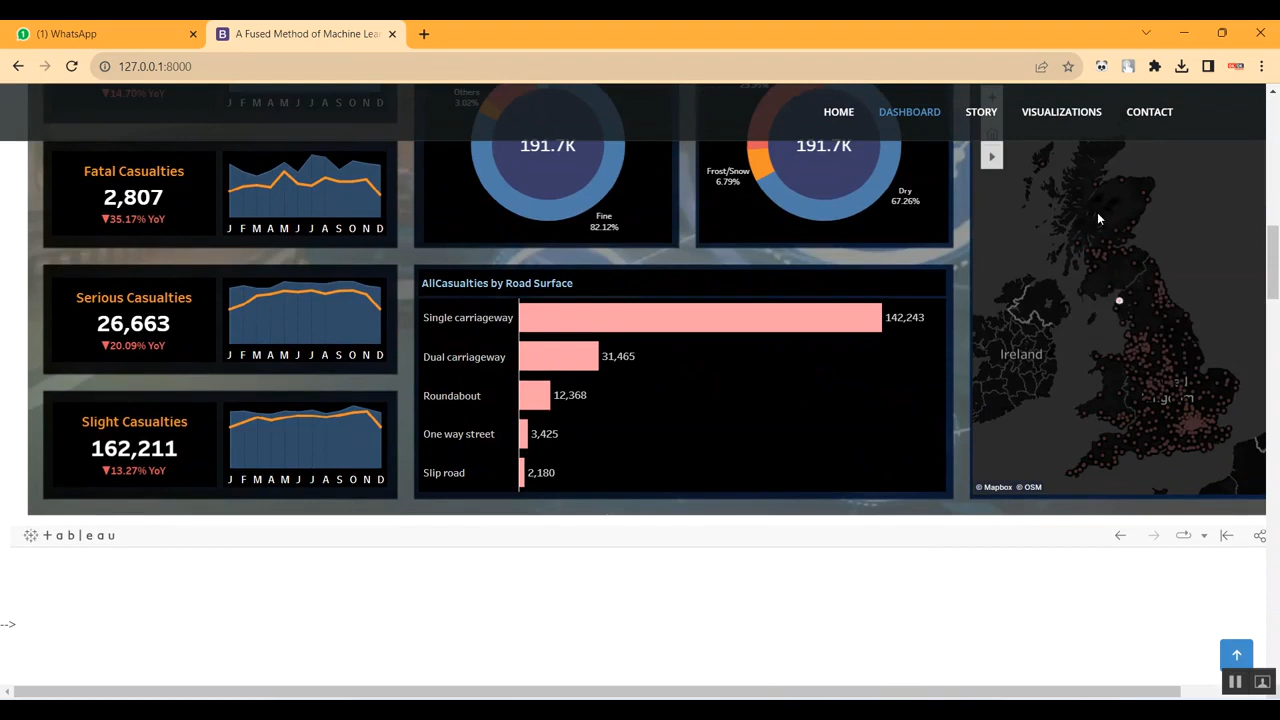 (1) WhatsApp
A Fused Method of Machine Lea
127.0.0.1:8000
HOME
DASHBOARD
STORY
VISUALIZATIONS
CONTACT
▼14.70% YoY
J F M A M J J A S O N D
Others
3.02%
191.7K
Fine
82.12%
191.7K
Frost/Snow
6.79%
Dry
67.26%
Fatal Casualties
2,807
▼35.17% YoY
J F M A M J J A S O N D
Serious Casualties
26,663
▼20.09% YoY
J F M A M J J A S O N D
Slight Casualties
162,211
▼13.27% YoY
J F M A M J J A S O N D
AllCasualties by Road Surface
Single carriageway 142,243
Dual carriageway 31,465
Roundabout 12,368
One way street 3,425
Slip road 2,180
Ireland
© Mapbox © OSM
+ableau
-->